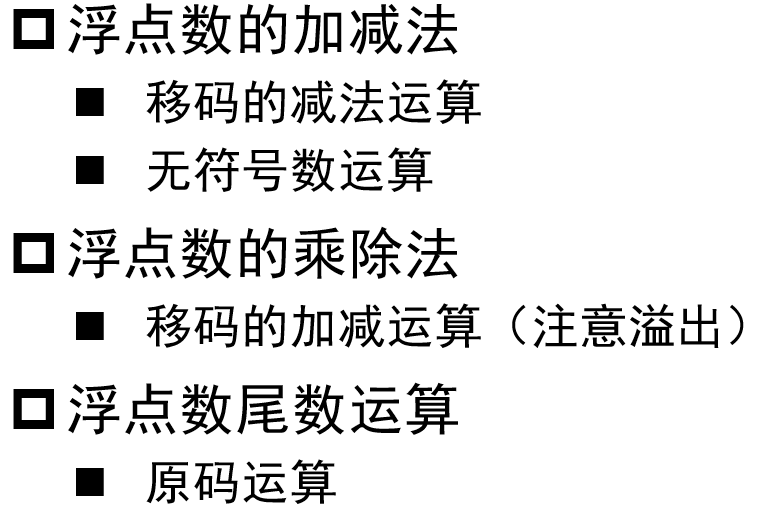 浮点数的加减法
移码的减法运算
无符号数运算
浮点数的乘除法
移码的加减运算（注意溢出）
浮点数尾数运算
原码运算